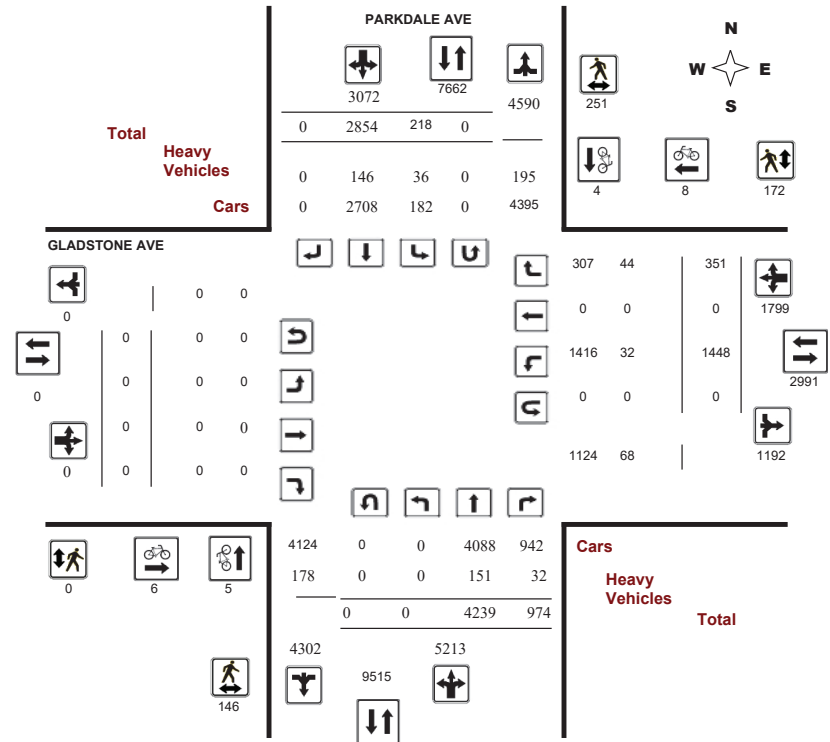 PARKDALE AVE
N
W E
S
3072
7662
4590
251
Total
0 2854 218 0
Heavy
Vehicles
0 146 36 0 195
Cars
0 2708 182 0 4395
4 8 172
GLADSTONE AVE
0
0 0
0
0 0 0
0 0 0
0 0 0
0
0 0 0
307 44 351
1799
0 0 0
1416 32 1448
2991
0 0 0
1124 68 1192
4124 0 0 4088 942
178 0 0 151 32
0 0 4239 974
4302 5213
9515
0 6 5
146
Cars
Heavy
Vehicles
Total